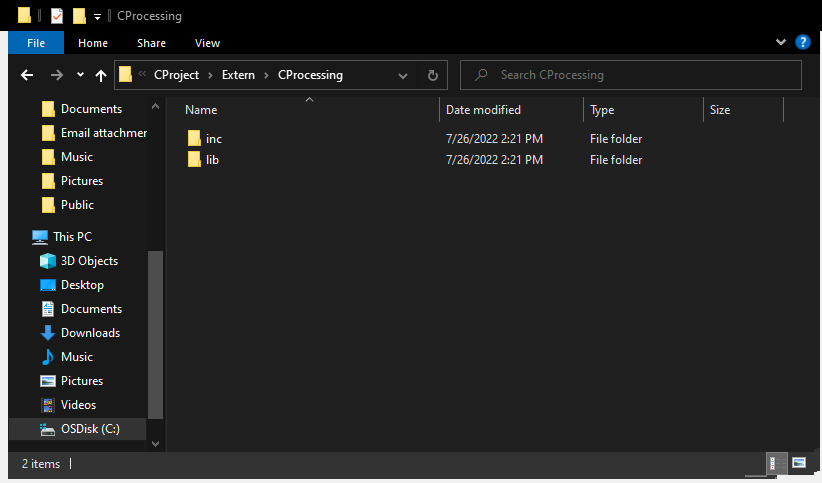 CProcessing
File Home Share View
CProject Extern CProcessing Search CProcessing
Name Date modified Type Size
inc 7/26/2022 2:21 PM File folder
lib 7/26/2022 2:21 PM File folder
Documents
Email attachmen
Music
Pictures
Public
This PC
3D Objects
Desktop
Documents
Downloads
Music
Pictures
Videos
OSDisk (C:)
2 items